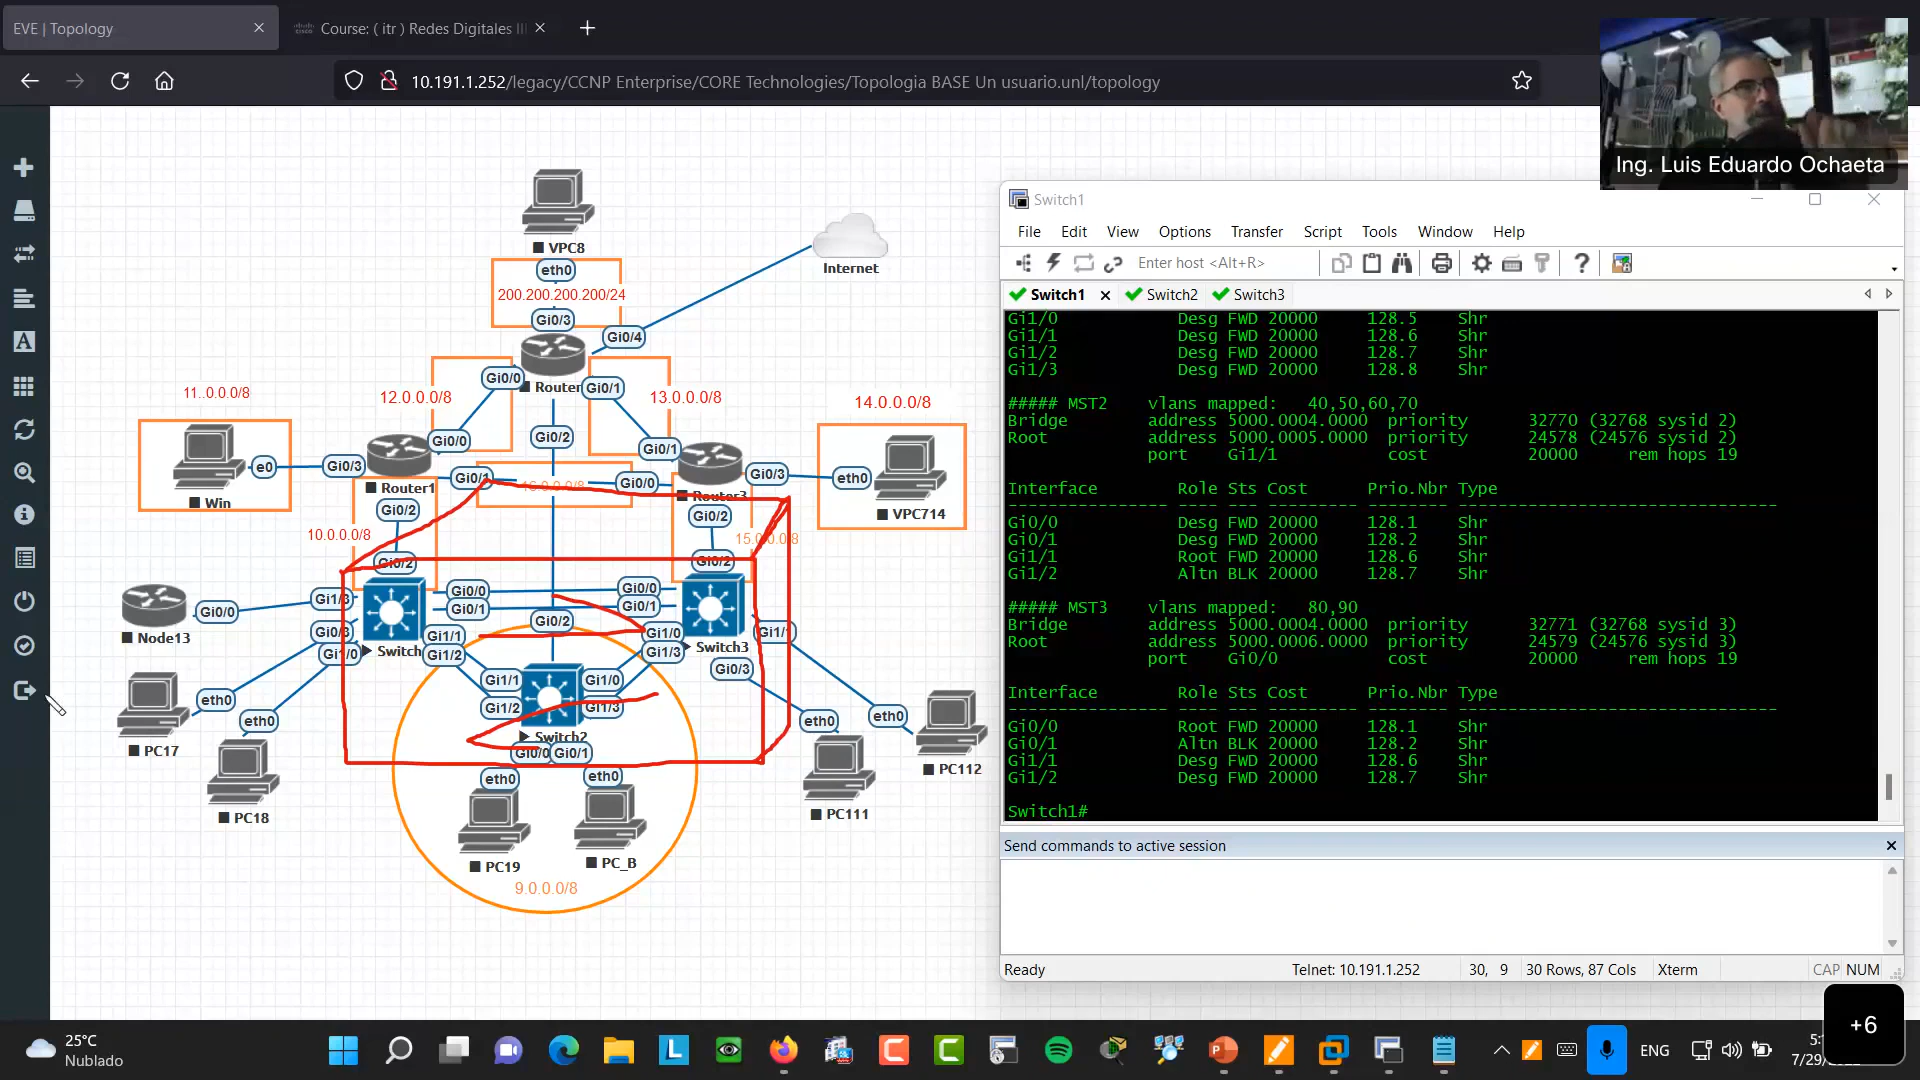 EVE | Topology
Course: ( itr ) Redes Digitales III
10.191.1.252/legacy/CCNP Enterprise/CORE Technologies/Topologia BASE Un usuario.unl/topology
Ing. Luis Eduardo Ochaeta
VPC8
eth0
200.200.200.200/24
Gi0/3
Internet
Gi0/4
Router
Gi0/0
Gi0/1
11..0.0.0/8
12.0.0.0/8
13.0.0.0/8
14.0.0.0/8
Gi0/0
Gi0/2
Gi0/1
Win
e0
Gi0/3
Router1
Gi0/1
Gi0/0
Router3
Gi0/3
eth0
VPC714
Gi0/2
10.0.0.0/8
Gi0/2
Gi0/2
15.0.0.0/8
Gi0/2
Node13
Gi0/0
Gi1/3
Gi0/0
Gi0/1
Gi0/0
Gi0/1
Gi0/3
Gi1/0
Gi1/1
Gi1/2
Switch
Gi0/2
Gi1/0
Gi1/3
Switch3
Gi0/3
Gi1/1
Gi1/2
Gi1/0
Gi1/3
Switch2
Gi0/0
Gi0/1
PC17
eth0
PC18
eth0
PC19
eth0
PC_B
eth0
9.0.0.0/8
PC111
eth0
PC112
eth0
Switch1
File Edit View Options Transfer Script Tools Window Help
Enter host <Alt+R>
Switch1 Switch2 Switch3
Gi1/0 Desg FWD 20000 128.5 Shr
Gi1/1 Desg FWD 20000 128.6 Shr
Gi1/2 Desg FWD 20000 128.7 Shr
Gi1/3 Desg FWD 20000 128.8 Shr
##### MST2 vlans mapped: 40,50,60,70
Bridge address 5000.0004.0000 priority 32770 (32768 sysid 2)
Root address 5000.0005.0000 priority 24578 (24576 sysid 2)
port Gi1/1 cost 20000 rem hops 19
Interface Role Sts Cost Prio.Nbr Type
---------------- ---- --- --------- -------- --------------------------------
Gi0/0 Desg FWD 20000 128.1 Shr
Gi0/1 Desg FWD 20000 128.2 Shr
Gi1/1 Root FWD 20000 128.6 Shr
Gi1/2 Altn BLK 20000 128.7 Shr
##### MST3 vlans mapped: 80,90
Bridge address 5000.0004.0000 priority 32771 (32768 sysid 3)
Root address 5000.0006.0000 priority 24579 (24576 sysid 3)
port Gi0/0 cost 20000 rem hops 19
Interface Role Sts Cost Prio.Nbr Type
---------------- ---- --- --------- -------- --------------------------------
Gi0/0 Root FWD 20000 128.1 Shr
Gi0/1 Altn BLK 20000 128.2 Shr
Gi1/1 Desg FWD 20000 128.6 Shr
Gi1/2 Desg FWD 20000 128.7 Shr
Switch1#
Send commands to active session
Ready
Telnet: 10.191.1.252 30, 9 30 Rows, 87 Cols Xterm CAP NUM
+6
25°C
Nublado
ENG